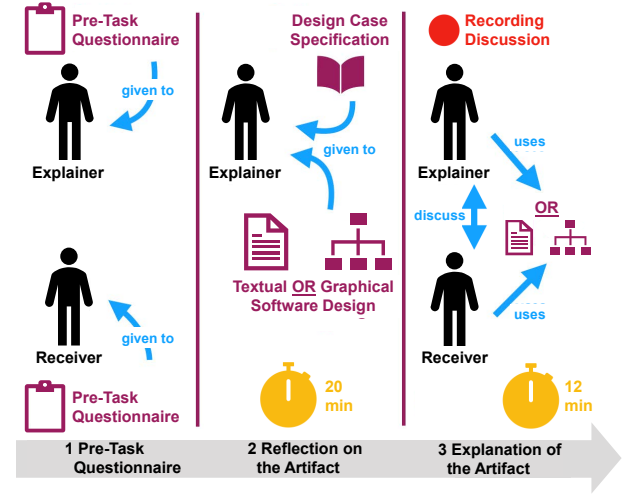 Pre-Task
Questionnaire
given to
Explainer
Receiver
given to
Pre-Task
Questionnaire
1 Pre-Task
Questionnaire
Design Case
Specification
given to
Explainer
Textual OR Graphical
Software Design
20
min
2 Reflection on
the Artifact
Recording
Discussion
uses
Explainer
discuss
OR
uses
Receiver
12
min
3 Explanation of
the Artifact